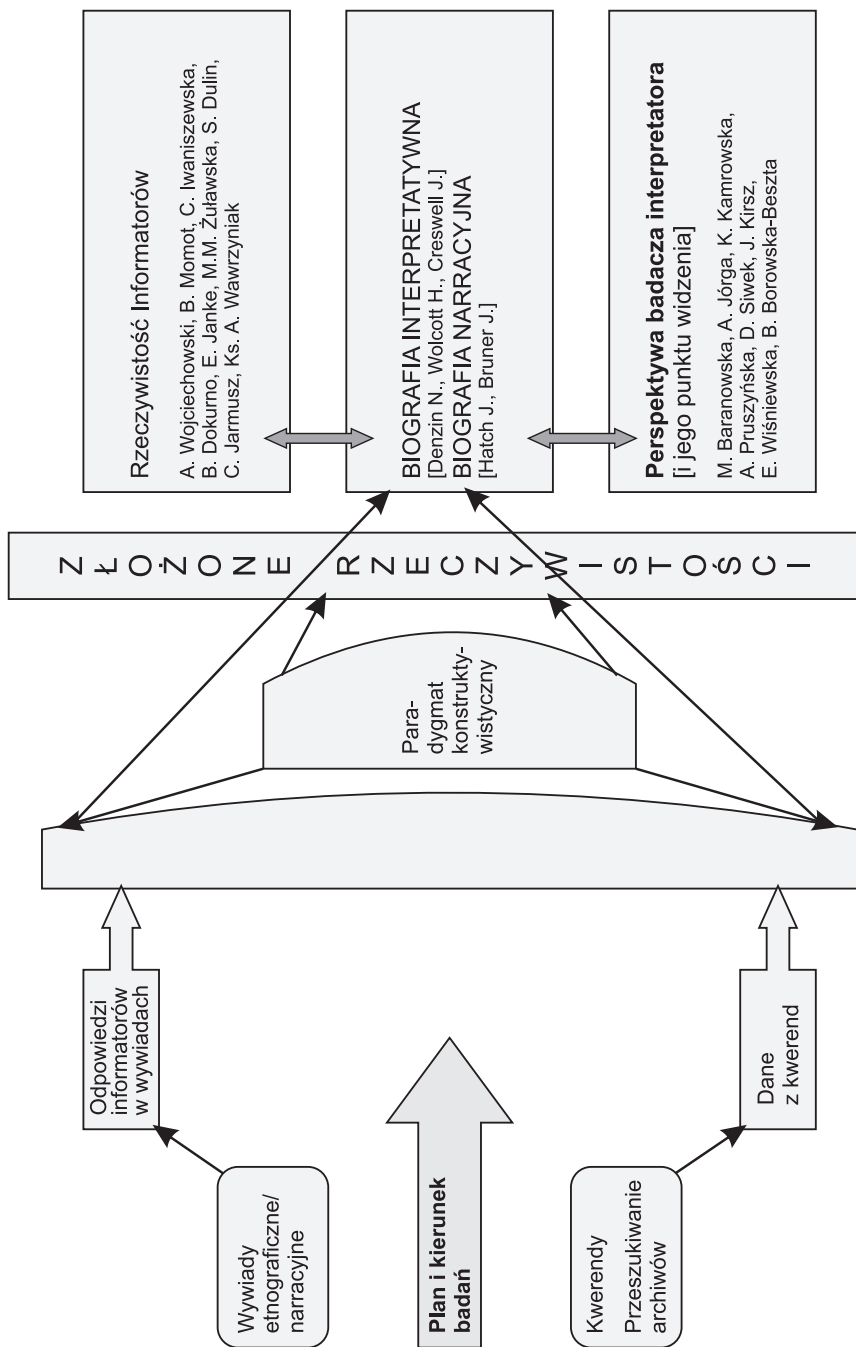 Wywiady
etnograficzne/
narracyjne
Plan i kierunek
badań
Kwerendy
Przeszukiwanie
archiwów
Odpowiedzi
informatorów
w wywiadach
Dane
z kwerend
Para-
dygmat
konstrukty-
wistyczny
ZŁOŻONE RZECZYWISTOŚCI
Rzeczywistość Informatorów
A. Wojciechowski, B. Momot, C. Iwaniszewska,
B. Dokurno, E. Janke, M.M. Żuławska, S. Dulin,
C. Jarmusz, Ks. A. Wawrzyniak
BIOGRAFIA INTERPRETATYWNA
[Denzin N., Wolcott H., Creswell J.]
BIOGRAFIA NARRACYJNA
[Hatch J., Bruner J.]
Perspektywa badacza interpretatora
[i jego punktu widzenia]
M. Baranowska, A. Jórga, K. Kamrowska,
A. Pruszyńska, D. Siwek, J. Kirsz,
E. Wiśniewska, B. Borowska-Beszta